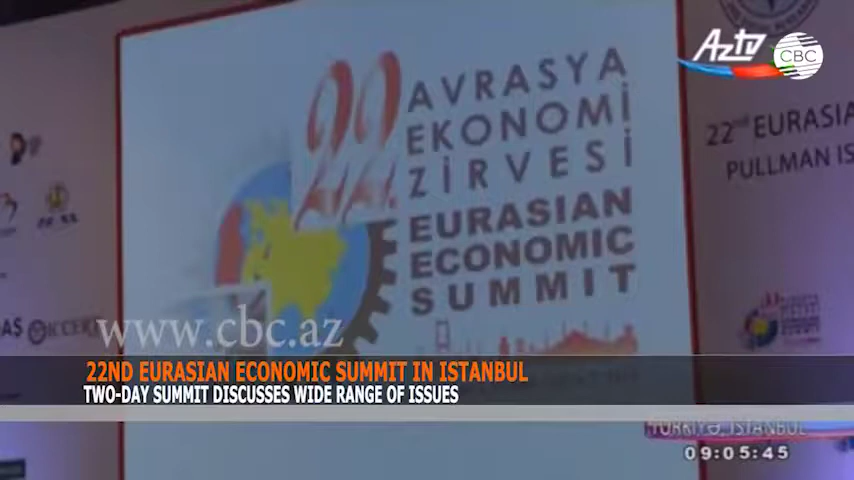 AZTV
CBC
22.
AVRASYA
EKONOMİ
ZİRVESİ
EURASIAN
ECONOMIC
SUMMIT
22nd EURASIA
PULLMAN IS
www.cbc.az
22ND EURASIAN ECONOMIC SUMMIT IN ISTANBUL
TWO-DAY SUMMIT DISCUSSES WIDE RANGE OF ISSUES
TÜRKİYƏ, İSTANBUL
09:05:45